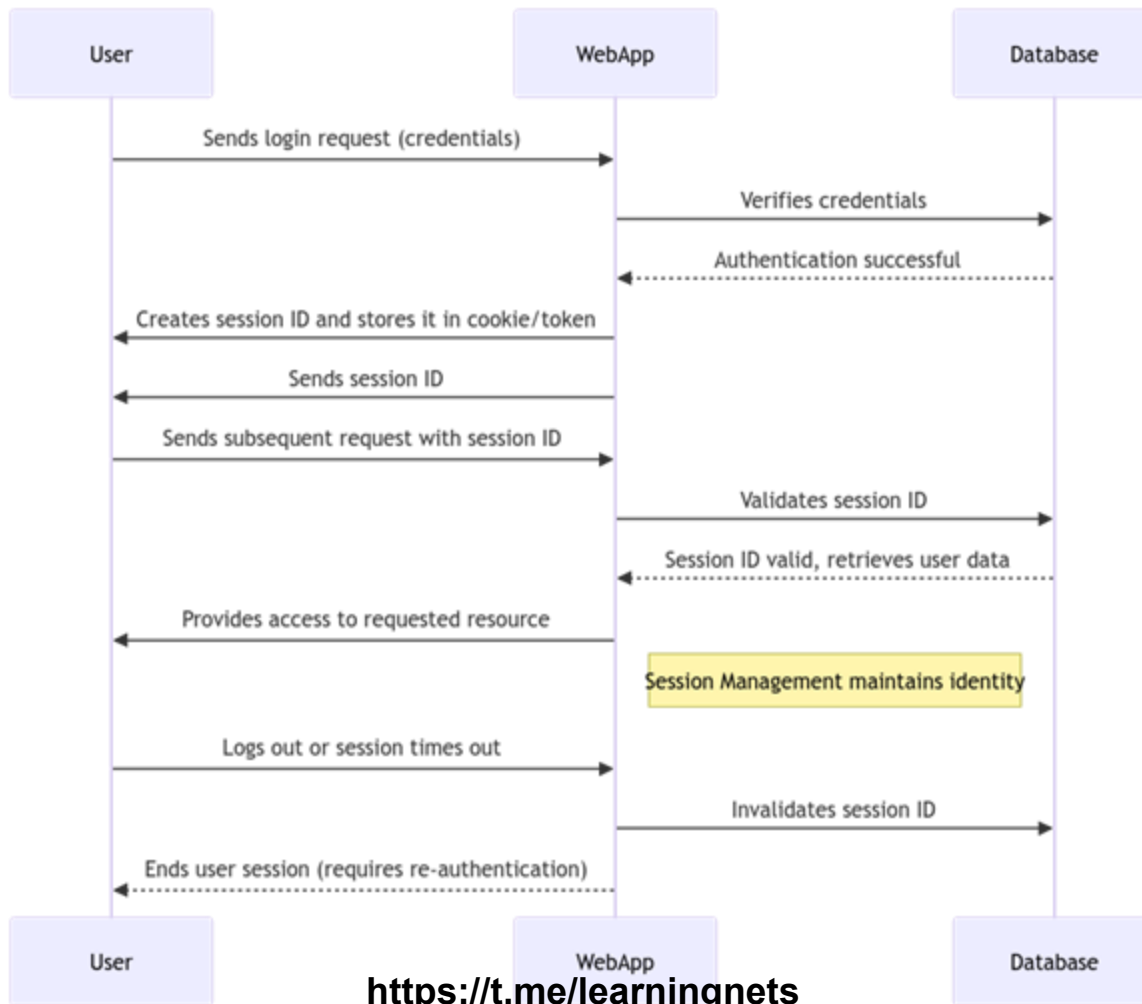 User WebApp Database
Sends login request (credentials)
Verifies credentials
Authentication successful
Creates session ID and stores it in cookie/token
Sends session ID
Sends subsequent request with session ID
Validates session ID
Session ID valid, retrieves user data
Provides access to requested resource
Session Management maintains identity
Logs out or session times out
Invalidates session ID
Ends user session (requires re-authentication)
User WebApp Database
https://t.me/learningnets